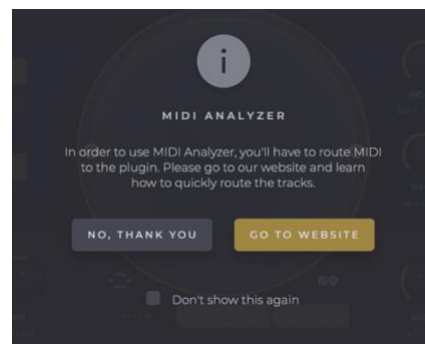 i
MIDI ANALYZER
In order to use MIDI Analyzer, you'll have to route MIDI
to the plugin. Please go to our website and learn
how to quickly route the tracks.
NO, THANK YOU
GO TO WEBSITE
Don't show this again